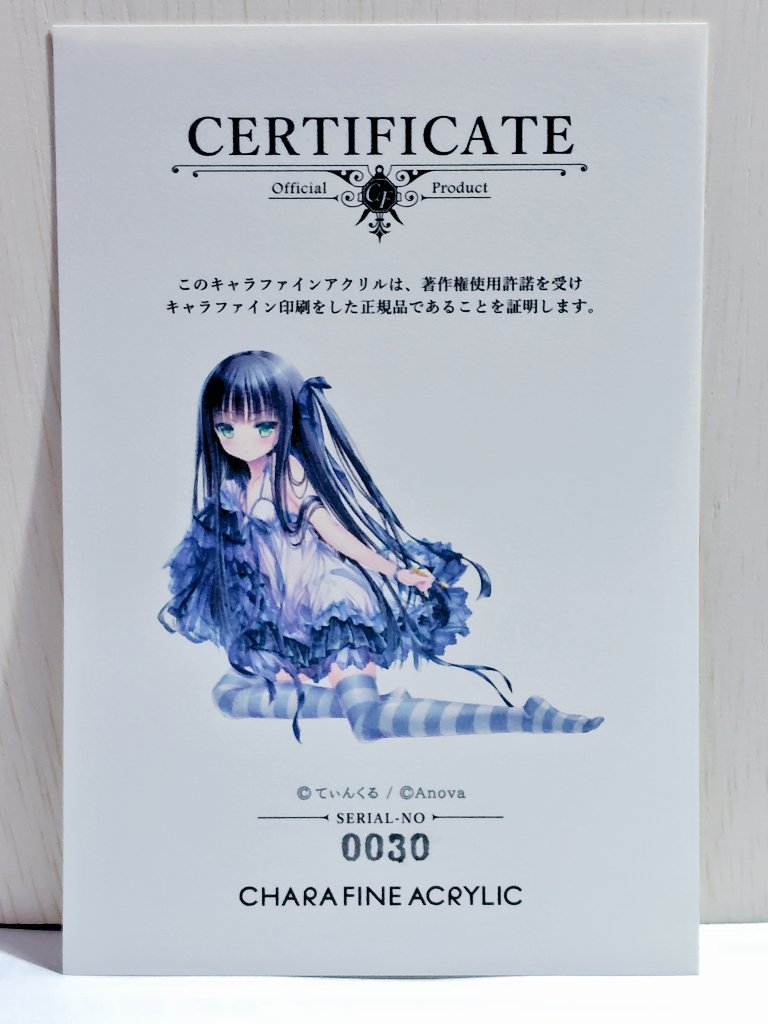 CERTIFICATE
Official CF Product
このキャラファインアクリルは、著作権使用許諾を受け
キャラファイン印刷をした正規品であることを証明します。
©てぃんくる / ©Anova
SERIAL-NO
0030
CHARA FINE ACRYLIC